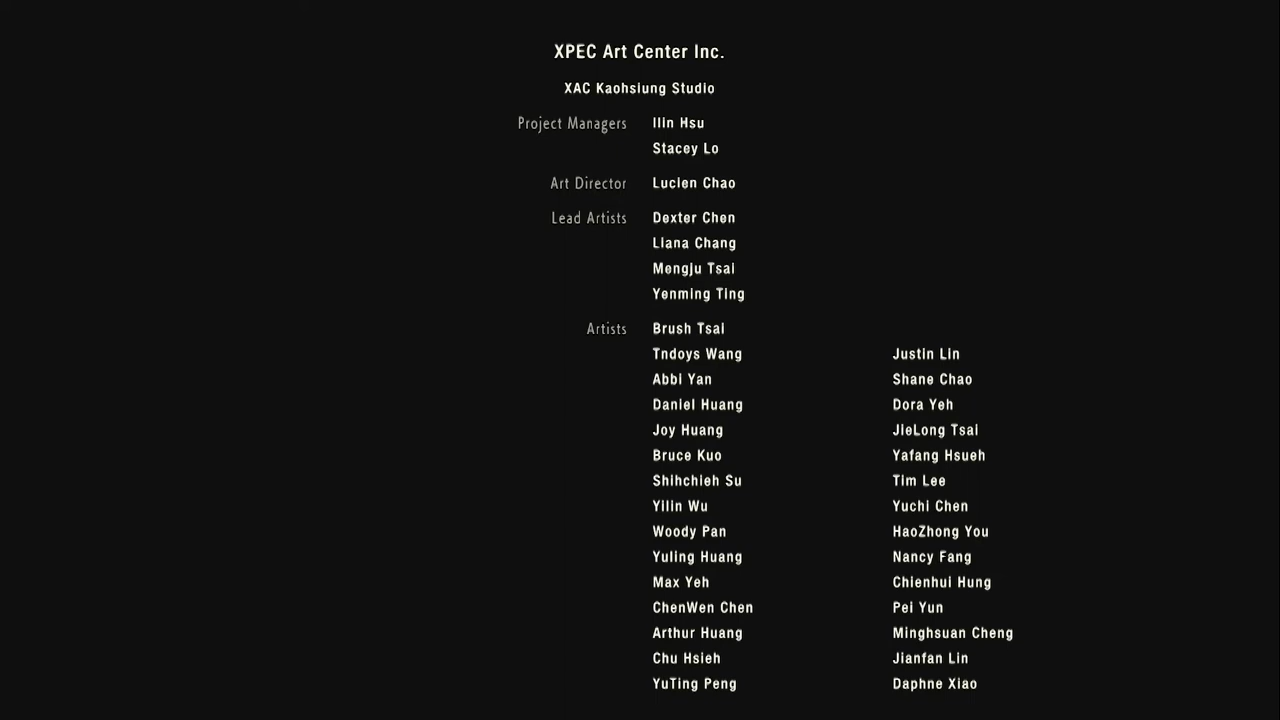 XPEC Art Center Inc.
XAC Kaohsiung Studio
Project Managers Ilin Hsu
Stacey Lo
Art Director Lucien Chao
Lead Artists Dexter Chen
Liana Chang
Mengju Tsai
Yenming Ting
Artists Brush Tsai
Tndoys Wang Justin Lin
Abbi Yan Shane Chao
Daniel Huang Dora Yeh
Joy Huang JieLong Tsai
Bruce Kuo Yafang Hsueh
Shihchieh Su Tim Lee
Yilin Wu Yuchi Chen
Woody Pan HaoZhong You
Yuling Huang Nancy Fang
Max Yeh Chienhui Hung
ChenWen Chen Pei Yun
Arthur Huang Minghsuan Cheng
Chu Hsieh Jianfan Lin
YuTing Peng Daphne Xiao